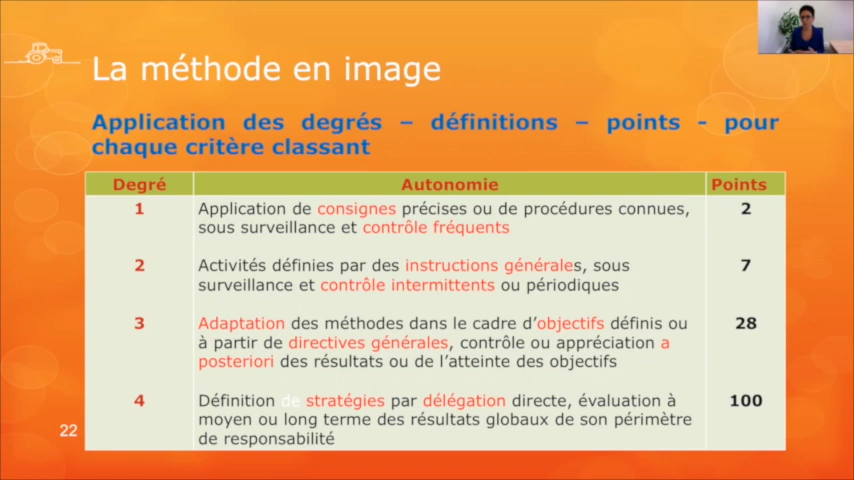 La méthode en image
Application des degrés – définitions – points - pour
chaque critère classant
Degré Autonomie Points
1 Application de consignes précises ou de procédures connues, 2
sous surveillance et contrôle fréquents
2 Activités définies par des instructions générales, sous 7
surveillance et contrôle intermittents ou périodiques
3 Adaptation des méthodes dans le cadre d’objectifs définis ou 28
à partir de directives générales, contrôle ou appréciation a
posteriori des résultats ou de l’atteinte des objectifs
4 Définition de stratégies par délégation directe, évaluation à 100
moyen ou long terme des résultats globaux de son périmètre
de responsabilité
22